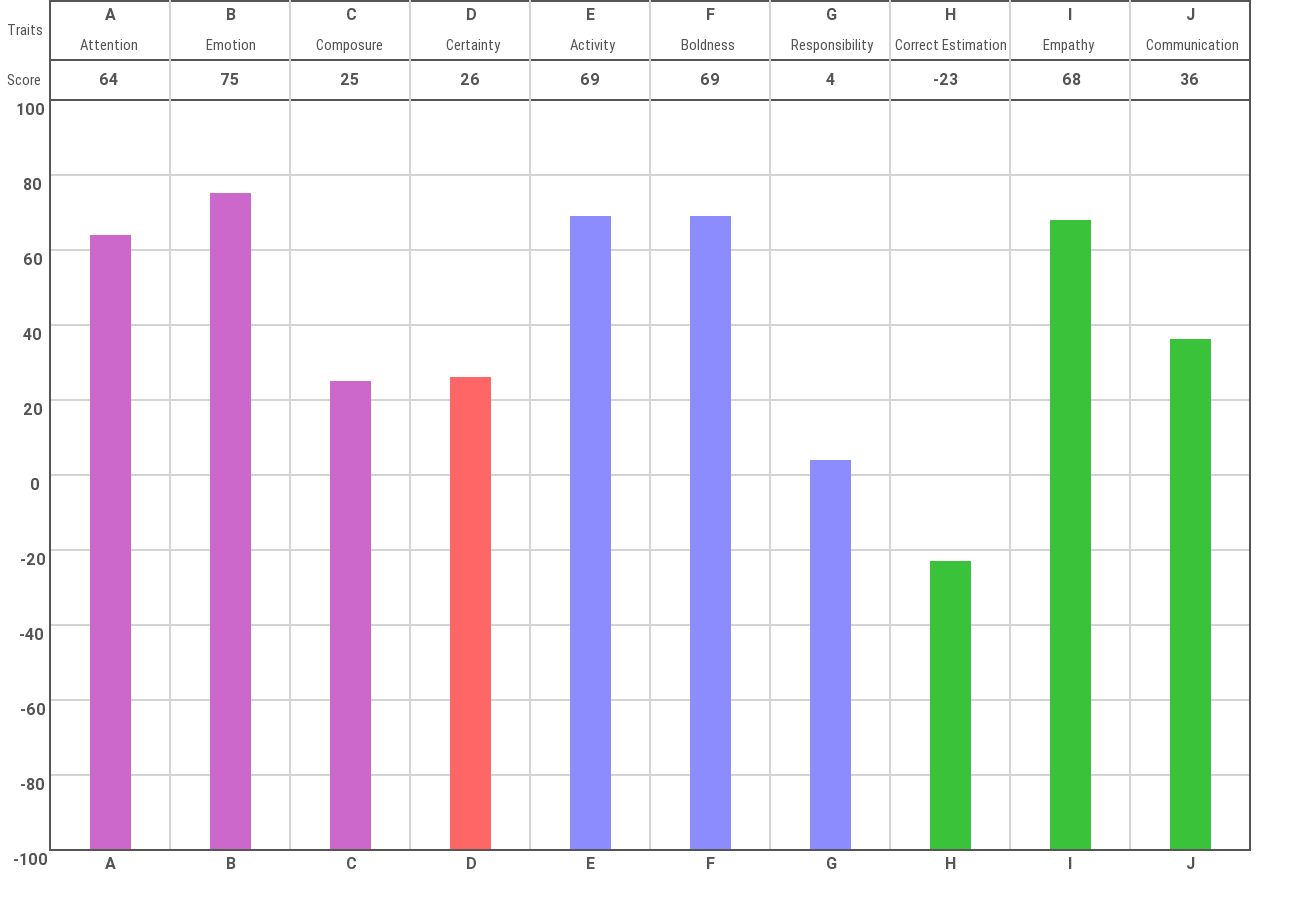 A B C D E F G H I J
Traits
Attention Emotion Composure Certainty Activity Boldness Responsibility Correct Estimation Empathy Communication
Score 64 75 25 26 69 69 4 -23 68 36
100
80
60
40
20
0
-20
-40
-60
-80
-100
A B C D E F G H I J